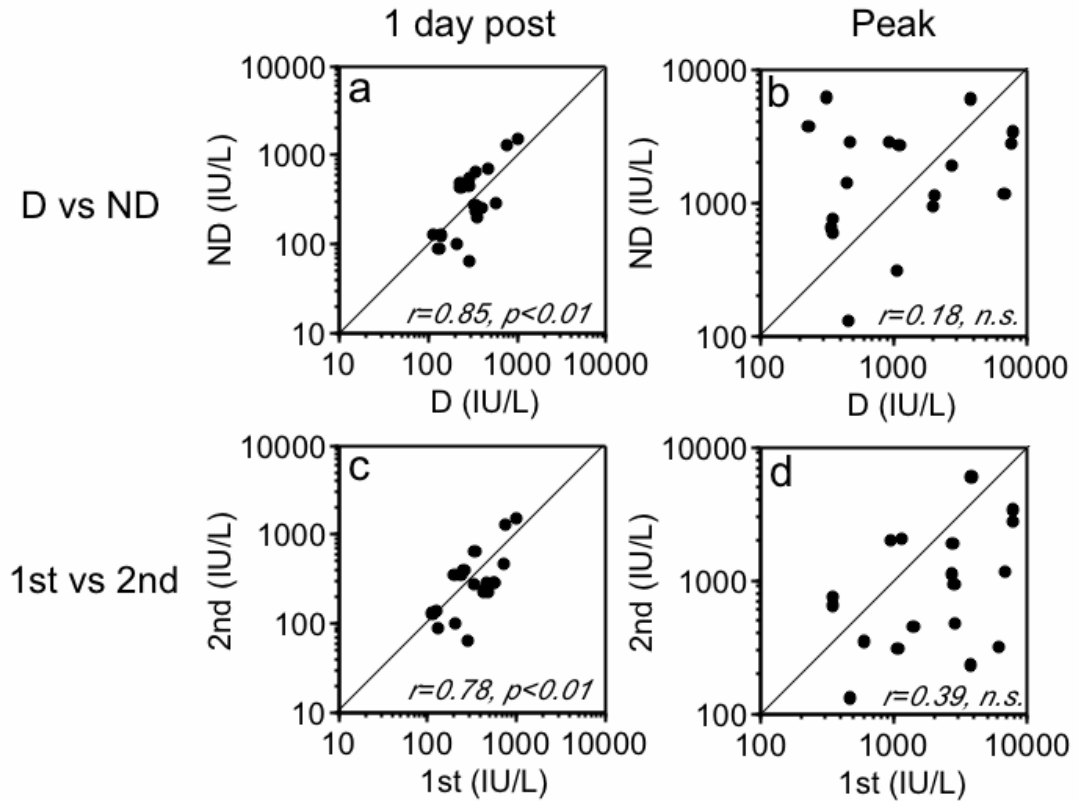 1 day post
Peak
D vs ND
a
10000
1000
100
10
ND (IU/L)
r=0.85, p<0.01
10 100 1000 10000
D (IU/L)
b
10000
1000
100
ND (IU/L)
r=0.18, n.s.
100 1000 10000
D (IU/L)
1st vs 2nd
c
10000
1000
100
10
2nd (IU/L)
r=0.78, p<0.01
10 100 1000 10000
1st (IU/L)
d
10000
1000
100
2nd (IU/L)
r=0.39, n.s.
100 1000 10000
1st (IU/L)